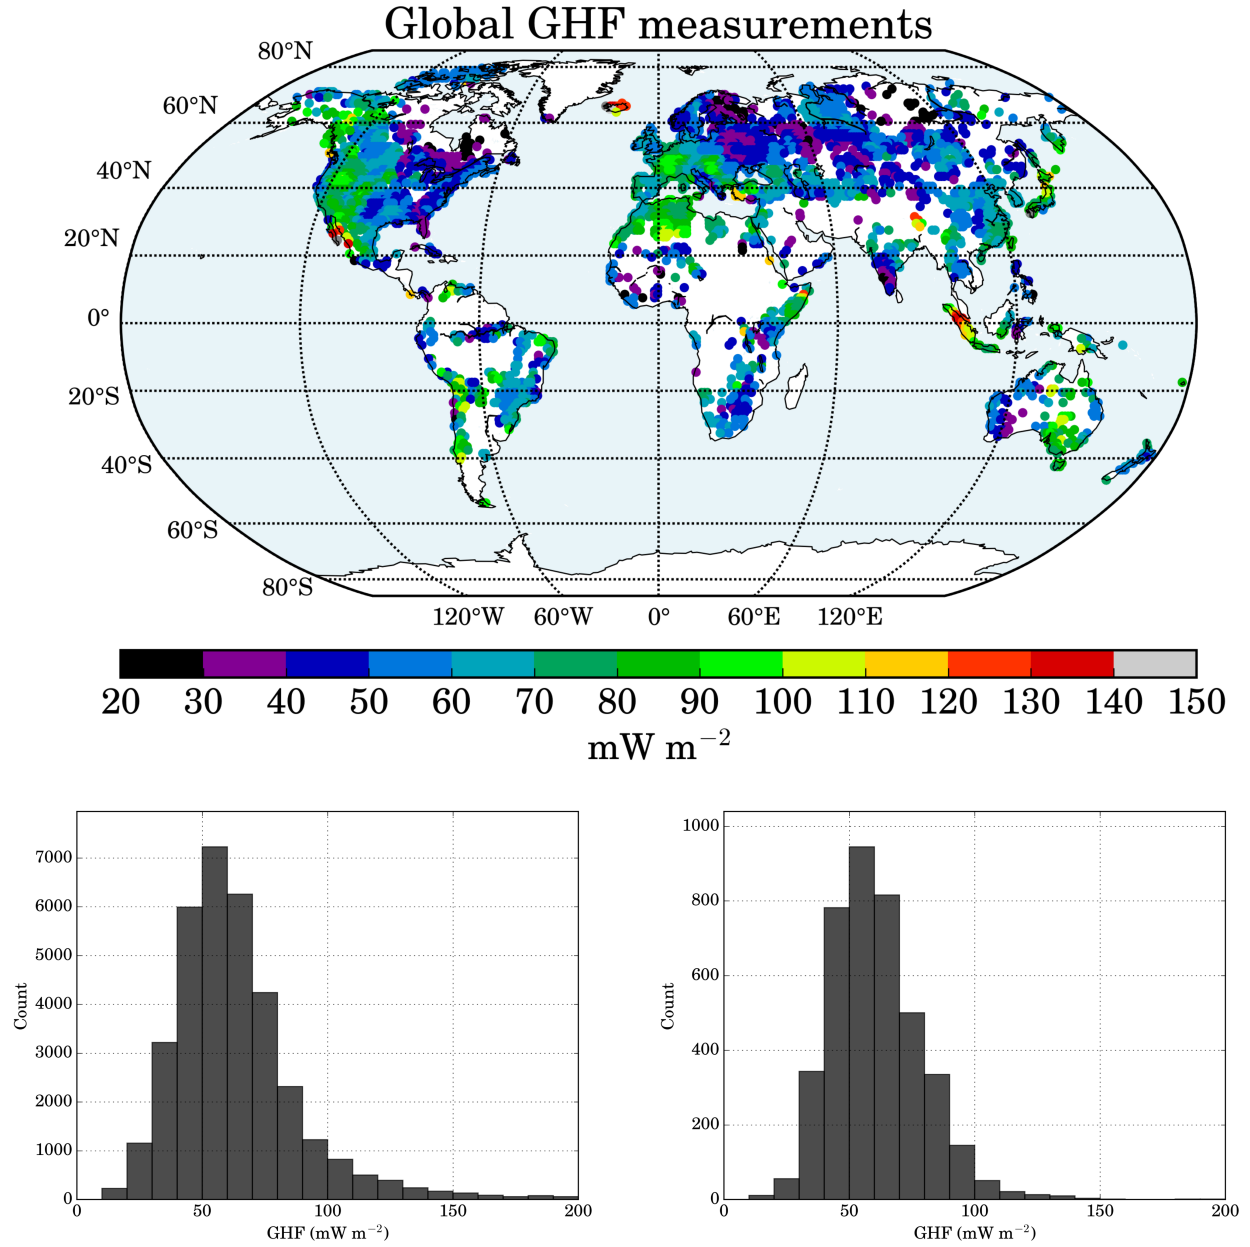 Global GHF measurements
80°N
60°N
40°N
20°N
0°
20°S
40°S
60°S
80°S
120°W 60°W 0° 60°E 120°E
20 30 40 50 60 70 80 90 100 110 120 130 140 150
mW m⁻²
7000
6000
5000
4000
3000
2000
1000
0
Count
0 50 100 150 200
GHF (mW m⁻²)
1000
800
600
400
200
0
Count
0 50 100 150 200
GHF (mW m⁻²)